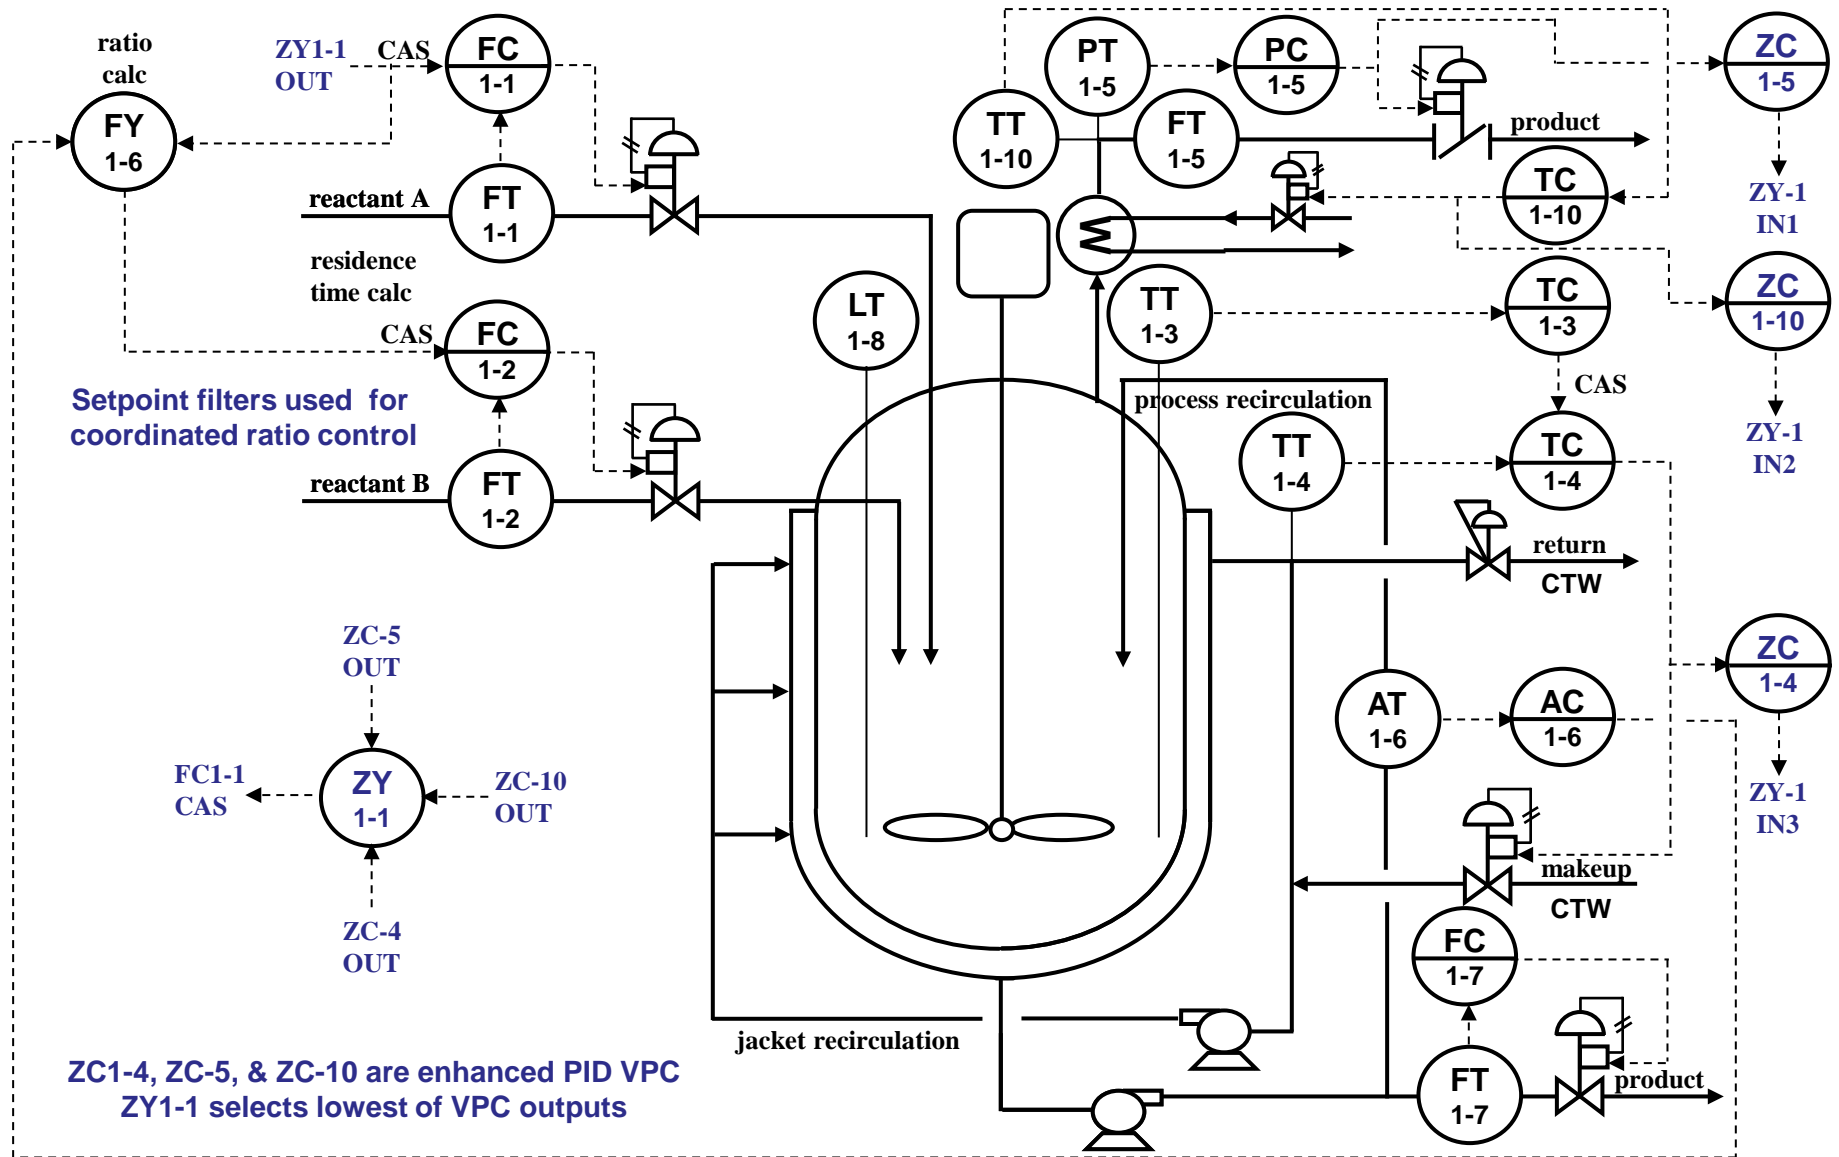 ratio
calc
FY
1-6
ZY1-1
OUT
CAS
FC
1-1
reactant A
FT
1-1
residence
time calc
CAS
FC
1-2
Setpoint filters used for
coordinated ratio control
reactant B
FT
1-2
LT
1-8
TT
1-10
PT
1-5
PC
1-5
FT
1-5
product
ZC
1-5
ZY-1
IN1
TC
1-10
TT
1-3
TC
1-3
ZC
1-10
ZY-1
IN2
CAS
process recirculation
TT
1-4
TC
1-4
return
CTW
ZC
1-4
ZY-1
IN3
AT
1-6
AC
1-6
makeup
CTW
FC
1-7
FT
1-7
product
ZC-5
OUT
FC1-1
CAS
ZY
1-1
ZC-10
OUT
ZC-4
OUT
jacket recirculation
ZC1-4, ZC-5, & ZC-10 are enhanced PID VPC
ZY1-1 selects lowest of VPC outputs